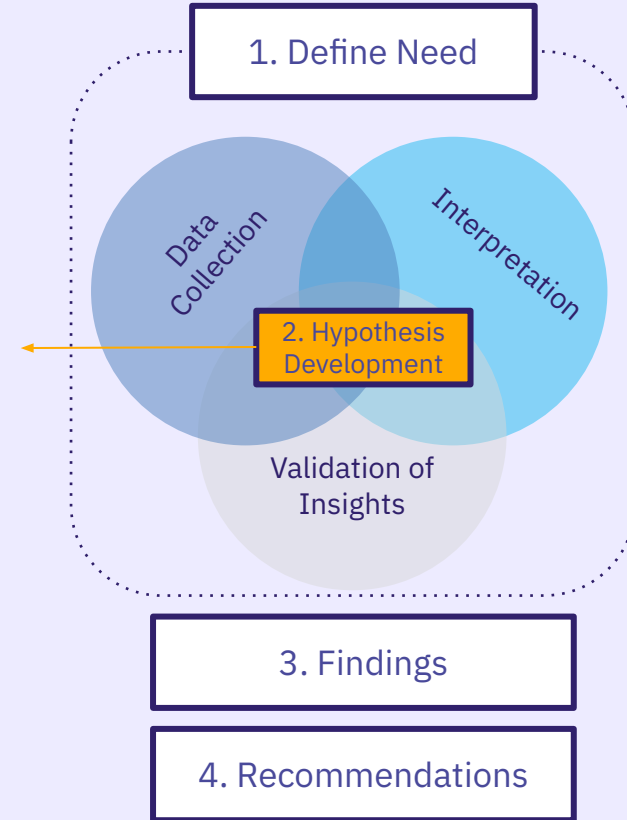 1. Define Need
Data
Collection
Interpretation
2. Hypothesis
Development
Validation of
Insights
3. Findings
4. Recommendations